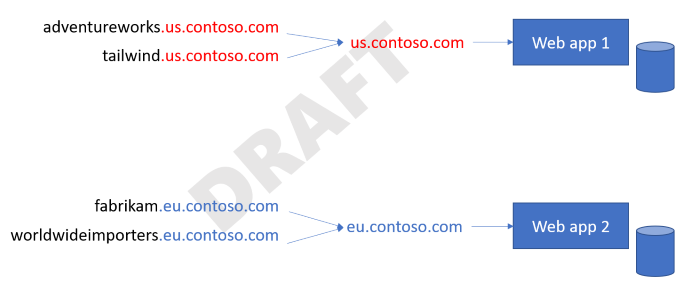 adventureworks.us.contoso.com
tailwind.us.contoso.com
us.contoso.com
Web app 1
DRAFT
fabrikam.eu.contoso.com
worldwideimporters.eu.contoso.com
eu.contoso.com
Web app 2